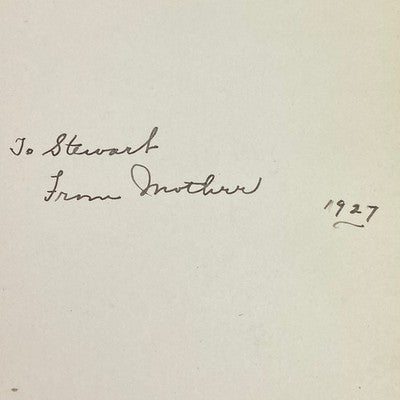 To Stewart
From Mother
1927